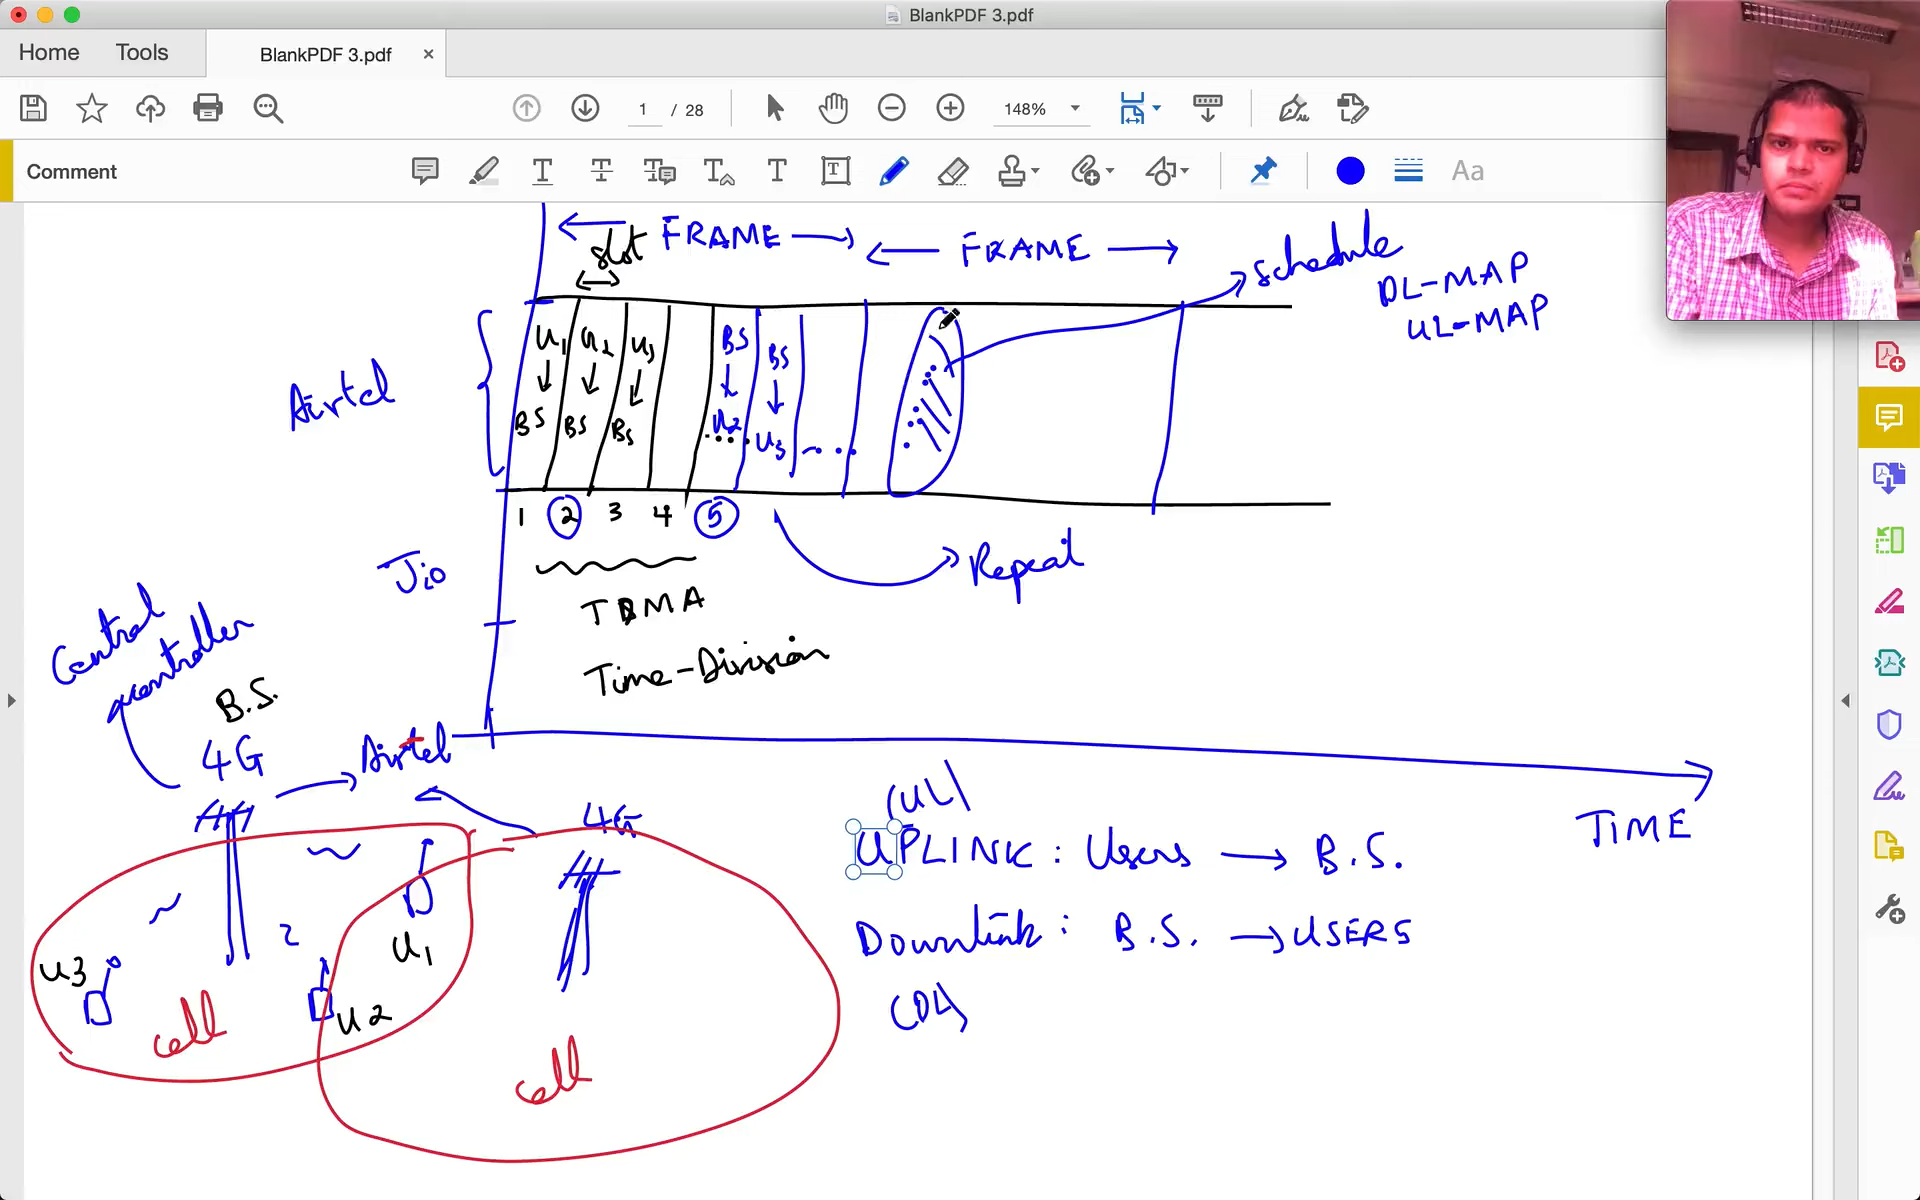 BlankPDF 3.pdf
Home Tools BlankPDF 3.pdf ×
1 / 28 148%
Comment
T T T T T T Aa
FRAME FRAME
slot
schedule
DL-MAP
UL-MAP
Airtel
U1 U2 U3 BS BS
BS BS BS U2 U3
1 2 3 4 5
Repeat
Jio
TDMA
Time-Division
Central
controller
B.S.
4G
Airtel
4G
TIME
(UL)
UPLINK : Users → B.S.
Downlink : B.S. → USERS
(DL)
U1
U3
U2
cell
cell